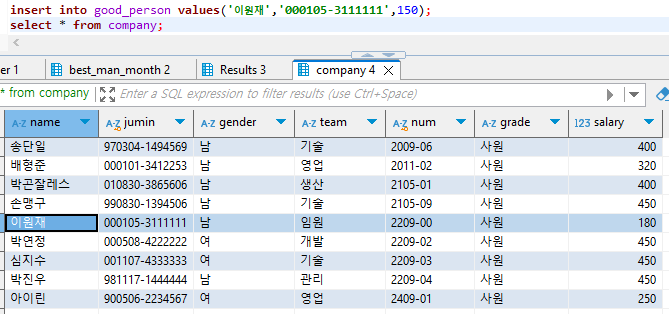 insert into good_person values('이원재','000105-3111111',150);
select * from company;
er 1 best_man_month 2 Results 3 company 4
* from company Enter a SQL expression to filter results (use Ctrl+Space)
A-Z name A-Z jumin A-Z gender A-Z team A-Z num A-Z grade 123 salary
송단일 970304-1494569 남 기술 2009-06 사원 400
배형준 000101-3412253 남 영업 2011-02 사원 320
박곤잘레스 010830-3865606 남 생산 2105-01 사원 400
손맹구 990830-1394506 남 기술 2105-09 사원 450
이원재 000105-3111111 남 임원 2209-00 사원 180
박연정 000508-4222222 여 개발 2209-02 사원 450
심지수 001107-4333333 여 기술 2209-03 사원 450
박진우 981117-1444444 남 관리 2209-04 사원 450
아이린 900506-2234567 여 영업 2409-01 사원 250